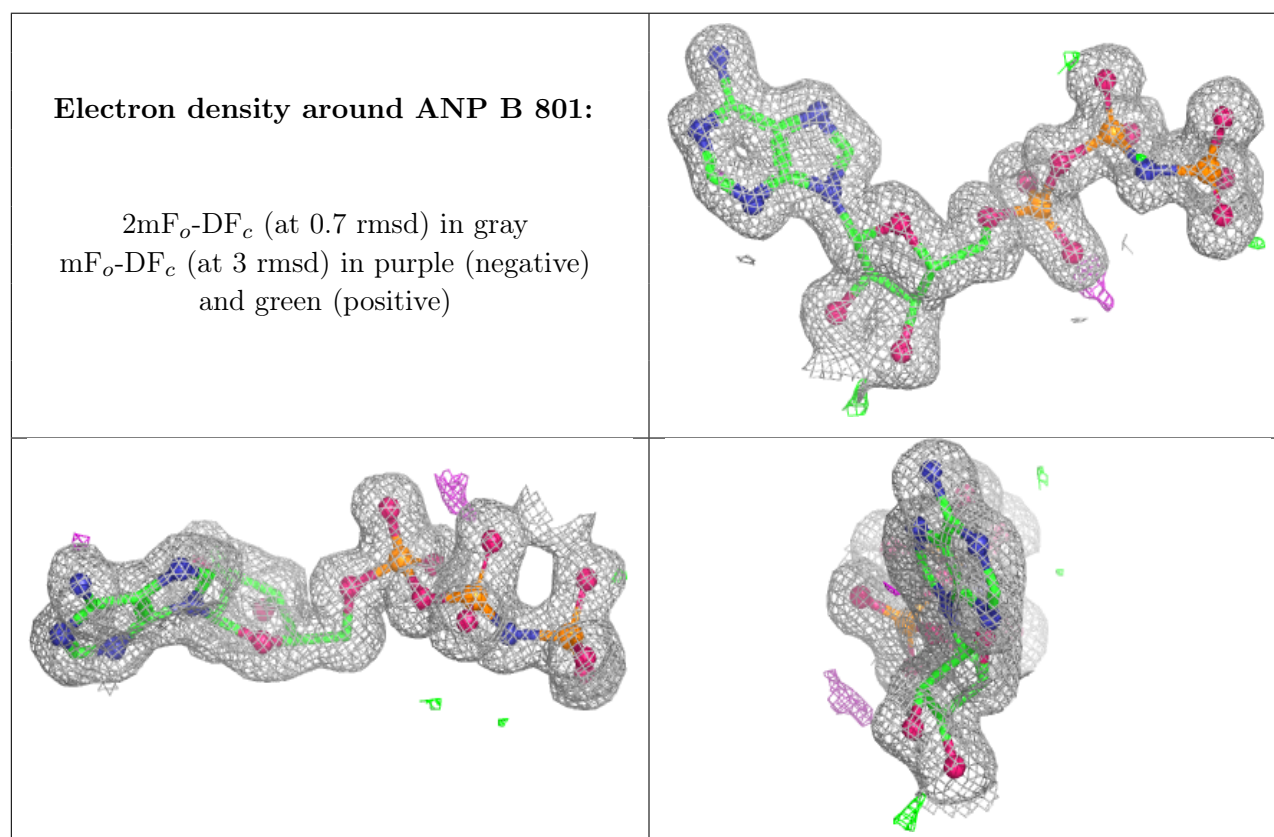 Electron density around ANP B 801:
2mFₒ-DF𝒸 (at 0.7 rmsd) in gray
mFₒ-DF𝒸 (at 3 rmsd) in purple (negative)
and green (positive)